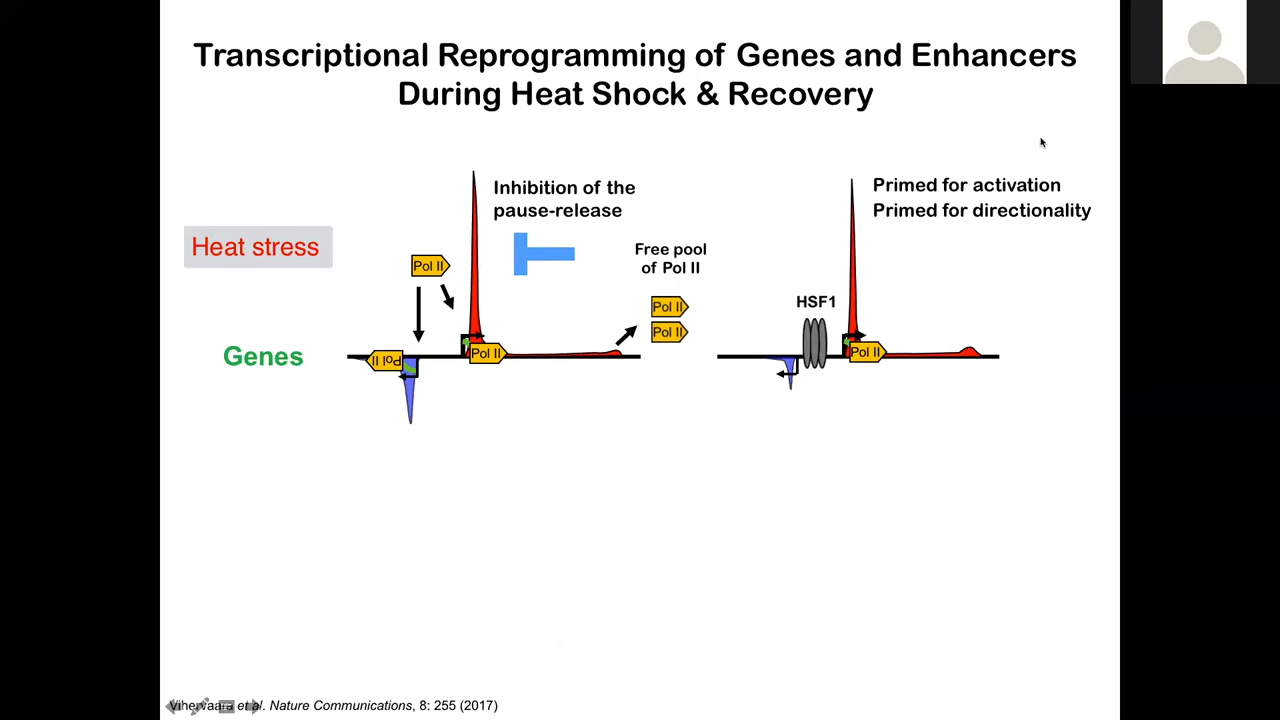 Transcriptional Reprogramming of Genes and Enhancers
During Heat Shock & Recovery
Inhibition of the
pause-release
Primed for activation
Primed for directionality
Heat stress
Free pool
of Pol II
Pol II
Pol II
Pol II
HSF1
Genes
Pol II
Pol II
Pol II
Vihervaara et al. Nature Communications, 8: 255 (2017)